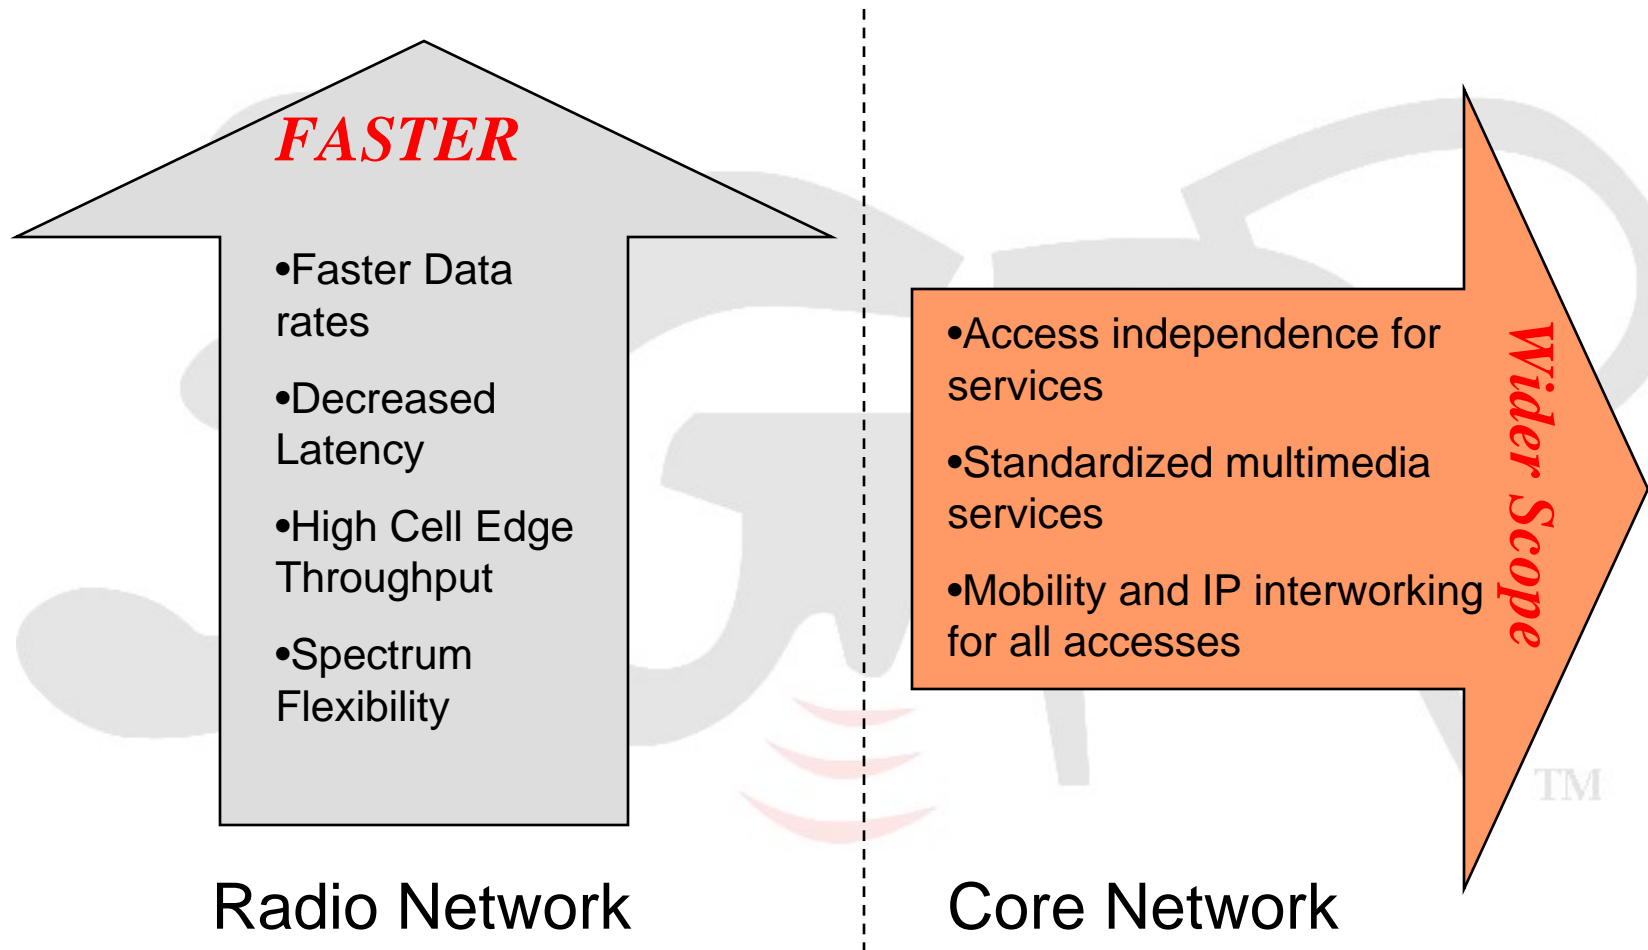 FASTER
•Faster Data
rates
•Decreased
Latency
•High Cell Edge
Throughput
•Spectrum
Flexibility
Radio Network
•Access independence for
services
•Standardized multimedia
services
•Mobility and IP interworking
for all accesses
Wider Scope
TM
Core Network